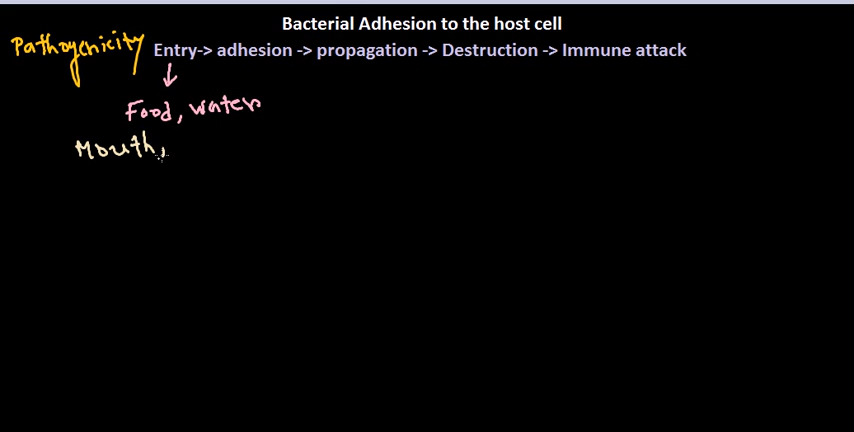 Bacterial Adhesion to the host cell
Pathogenicity Entry-> adhesion -> propagation -> Destruction -> Immune attack
↓
Food, water
Mouth,